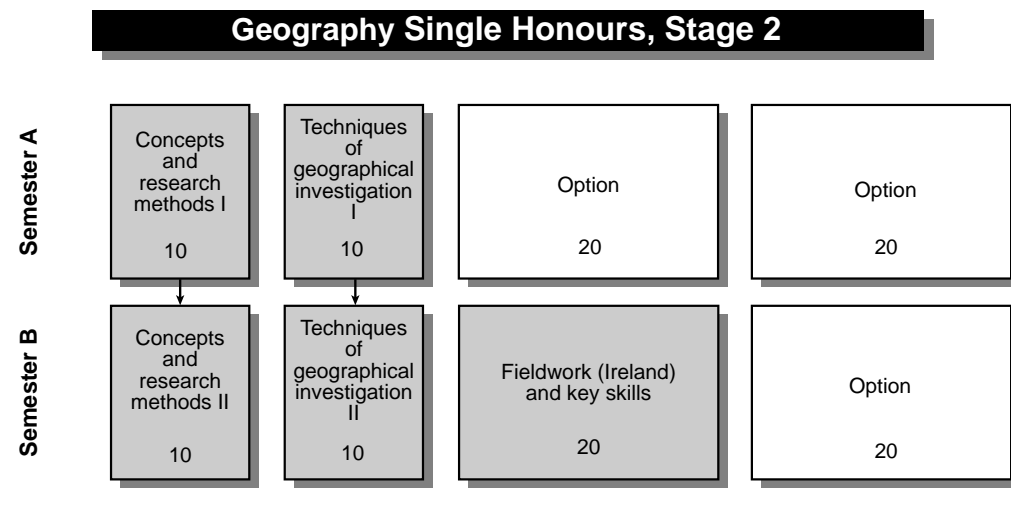 Geography Single Honours, Stage 2
Semester A
Concepts
and
research
methods I
10
Techniques
of
geographical
investigation
I
10
Option
20
Option
20
Semester B
Concepts
and
research
methods II
10
Techniques
of
geographical
investigation
II
10
Fieldwork (Ireland)
and key skills
20
Option
20